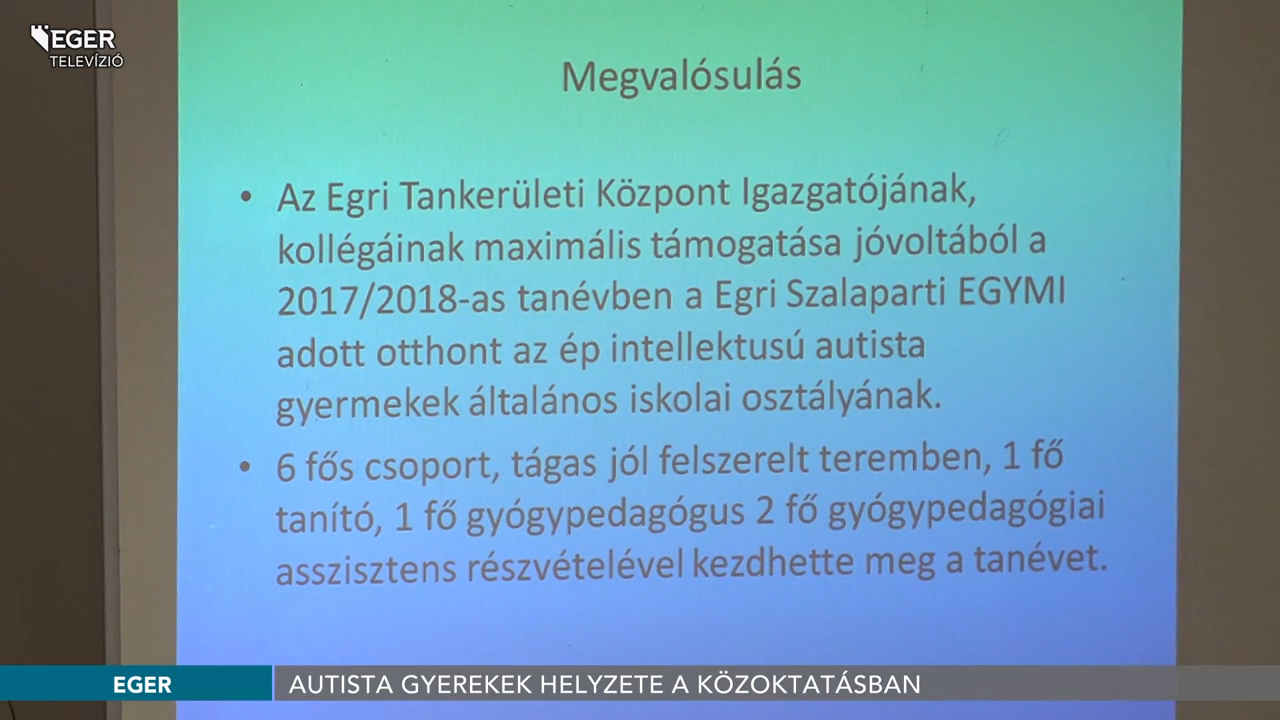 EGER
TELEVÍZIÓ
Megvalósulás
• Az Egri Tankerületi Központ Igazgatójának,
kollégáinak maximális támogatása jóvoltából a
2017/2018-as tanévben a Egri Szalaparti EGYMI
adott otthont az ép intellektusú autista
gyermekek általános iskolai osztályának.
• 6 fős csoport, tágas jól felszerelt teremben, 1 fő
tanító, 1 fő gyógypedagógus 2 fő gyógypedagógiai
asszisztens részvételével kezdhette meg a tanévet.
EGER
AUTISTA GYEREKEK HELYZETE A KÖZOKTATÁSBAN